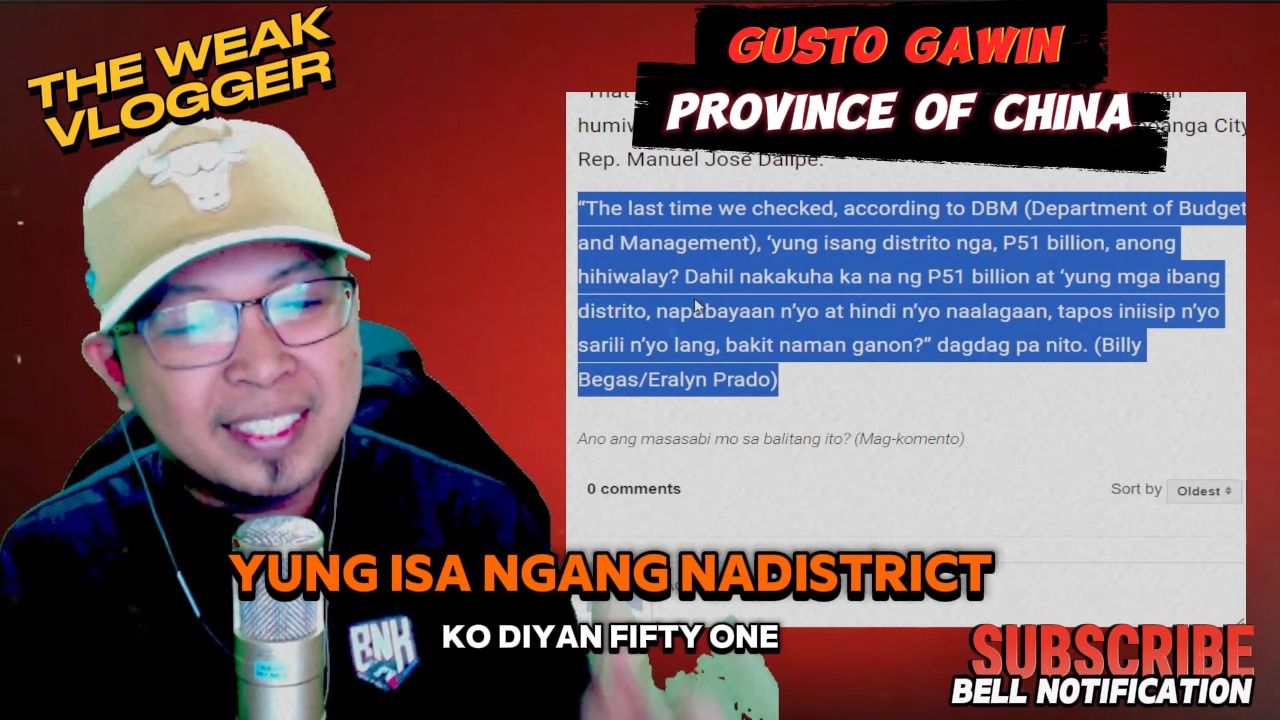 THE WEAK
VLOGGER
GUSTO GAWIN
PROVINCE OF CHINA
Rep. Manuel Jose Dalipe.
“The last time we checked, according to DBM (Department of Budget
and Management), ‘yung isang distrito nga, P51 billion, anong
hihiwalay? Dahil nakakuha ka na ng P51 billion at ‘yung mga ibang
distrito, napabayaan n’yo at hindi n’yo naalagaan, tapos iniisip n’yo
sarili n’yo lang, bakit naman ganon?” dagdag pa nito. (Billy
Begas/Eralyn Prado)
Ano ang masasabi mo sa balitang ito? (Mag-komento)
0 comments
Sort by Oldest
YUNG ISA NGANG NADISTRICT
KO DIYAN FIFTY ONE
BNK
SUBSCRIBE
BELL NOTIFICATION